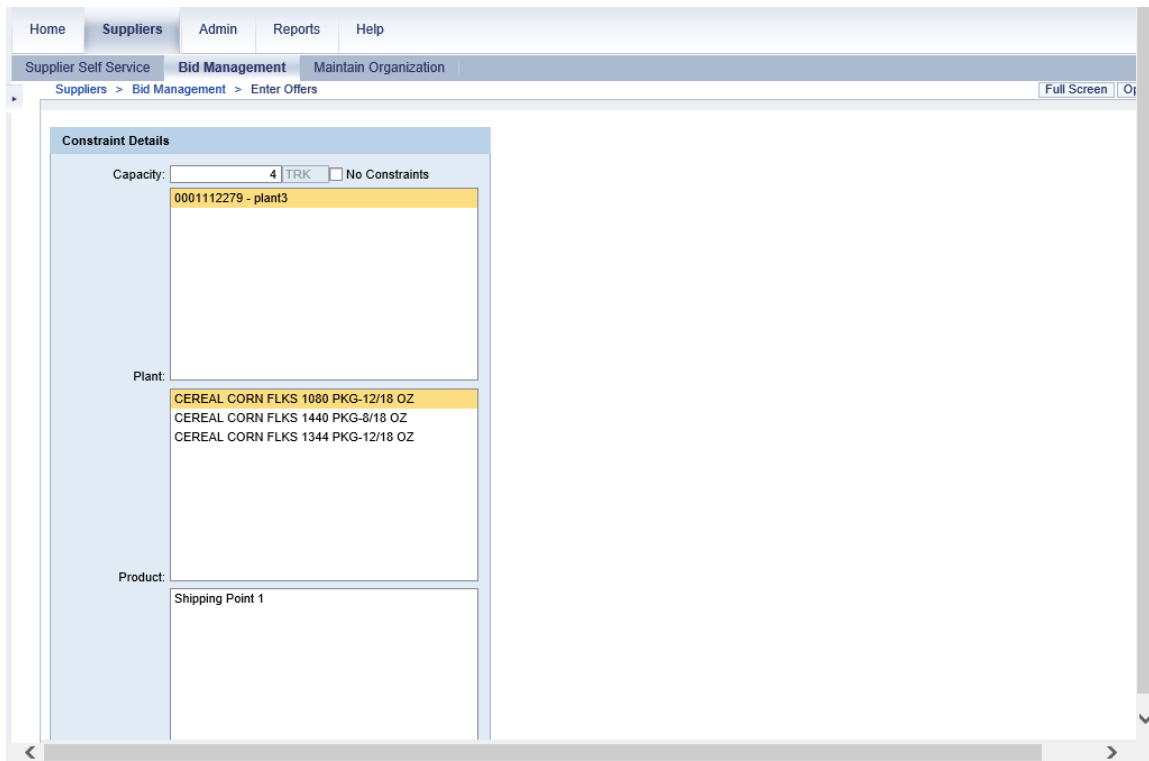 Home Suppliers Admin Reports Help
Supplier Self Service Bid Management Maintain Organization
Suppliers > Bid Management > Enter Offers Full Screen
Constraint Details
Capacity: 4 TRK No Constraints
0001112279 - plant3
Plant:
CEREAL CORN FLKS 1080 PKG-12/18 OZ
CEREAL CORN FLKS 1440 PKG-8/18 OZ
CEREAL CORN FLKS 1344 PKG-12/18 OZ
Product:
Shipping Point 1